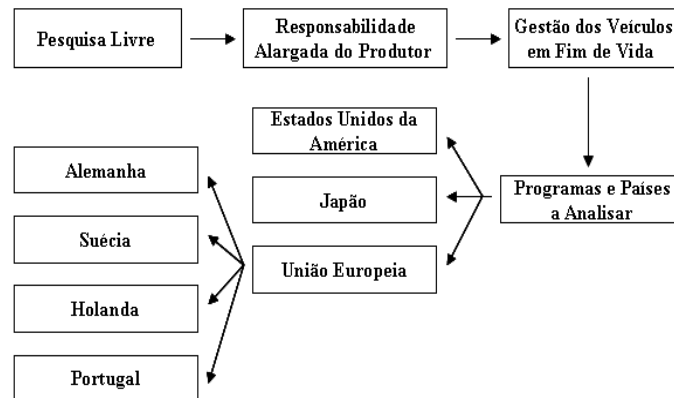 Pesquisa Livre
Responsabilidade
Alargada do Produtor
Gestão dos Veículos
em Fim de Vida
Estados Unidos da
América
Alemanha
Japão
Programas e Países
a Analisar
Suécia
União Europeia
Holanda
Portugal